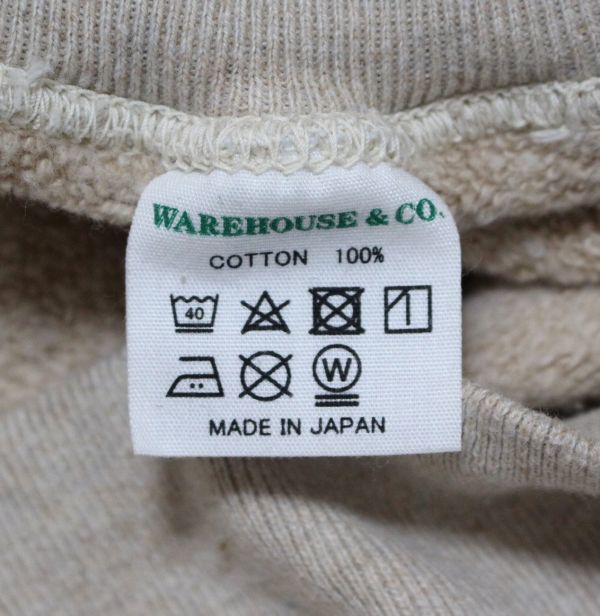 WAREHOUSE & CO.
COTTON 100%
40
W
MADE IN JAPAN